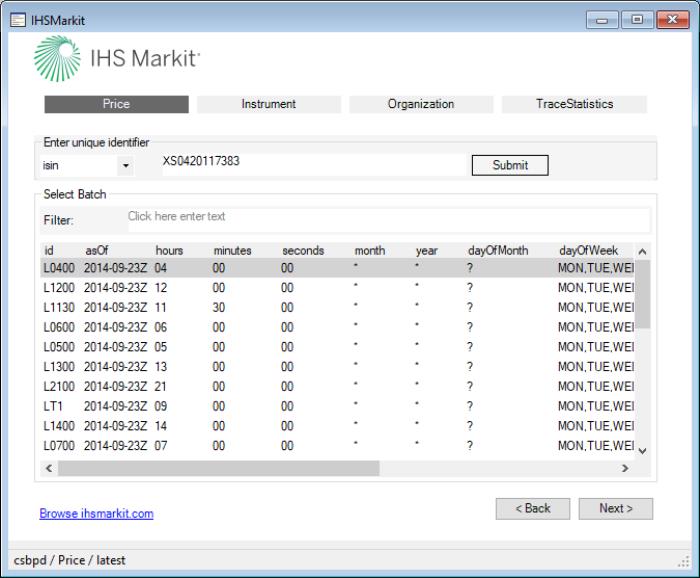 IHSMarkit
IHS Markit
Price Instrument Organization TraceStatistics
Enter unique identifier
isin XS0420117383 Submit
Select Batch
Filter: Click here enter text
id asOf hours minutes seconds month year dayOfMonth dayOfWeek
L0400 2014-09-23Z 04 00 00 * * ? MON,TUE,WEI
L1200 2014-09-23Z 12 00 00 * * ? MON,TUE,WEI
L1130 2014-09-23Z 11 30 00 * * ? MON,TUE,WEI
L0600 2014-09-23Z 06 00 00 * * ? MON,TUE,WEI
L0500 2014-09-23Z 05 00 00 * * ? MON,TUE,WEI
L1300 2014-09-23Z 13 00 00 * * ? MON,TUE,WEI
L2100 2014-09-23Z 21 00 00 * * ? MON,TUE,WEI
LT1 2014-09-23Z 09 00 00 * * ? MON,TUE,WEI
L1400 2014-09-23Z 14 00 00 * * ? MON,TUE,WEI
L0700 2014-09-23Z 07 00 00 * * ? MON,TUE,WEI
Browse ihsmarkit.com < Back Next >
csbpd / Price / latest